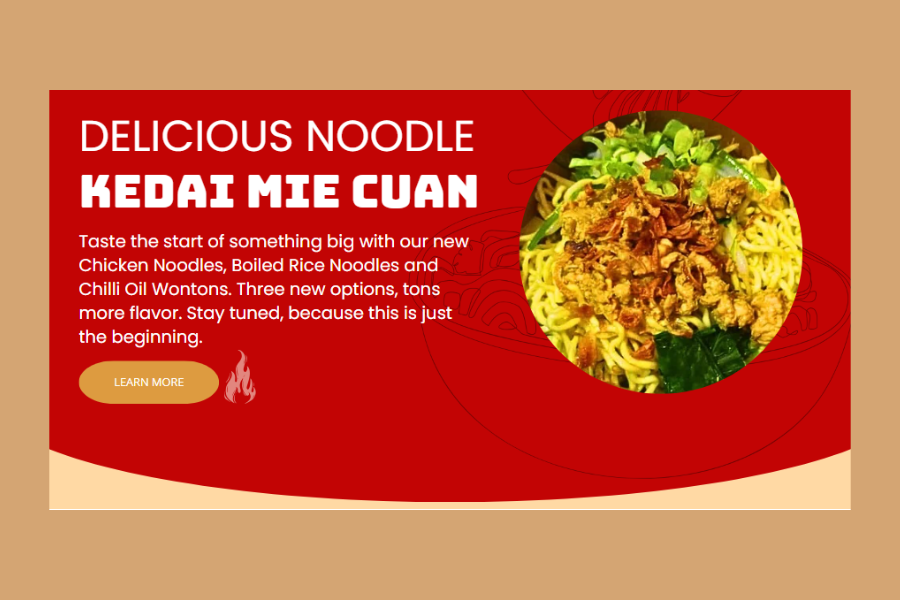 DELICIOUS NOODLE
KEDAI MIE CUAN
Taste the start of something big with our new
Chicken Noodles, Boiled Rice Noodles and
Chilli Oil Wontons. Three new options, tons
more flavor. Stay tuned, because this is just
the beginning.
LEARN MORE